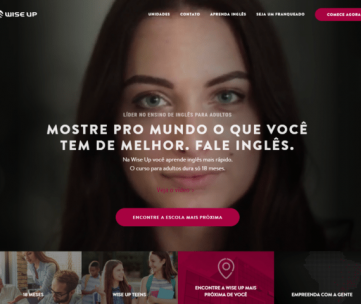 WISE UP
UNIDADES CONTATO APRENDA INGLÊS SEJA UM FRANQUEADO COMECE AGORA
LÍDER NO ENSINO DE INGLÊS PARA ADULTOS
MOSTRE PRO MUNDO O QUE VOCÊ
TEM DE MELHOR. FALE INGLÊS.
Na Wise Up você aprende inglês mais rápido.
O curso para adultos dura só 18 meses.
ENCONTRE A ESCOLA MAIS PRÓXIMA
18 MESES
WISE UP TEENS
ENCONTRE A WISE UP MAIS
PRÓXIMA DE VOCÊ
EMPREENDA COM A GENTE